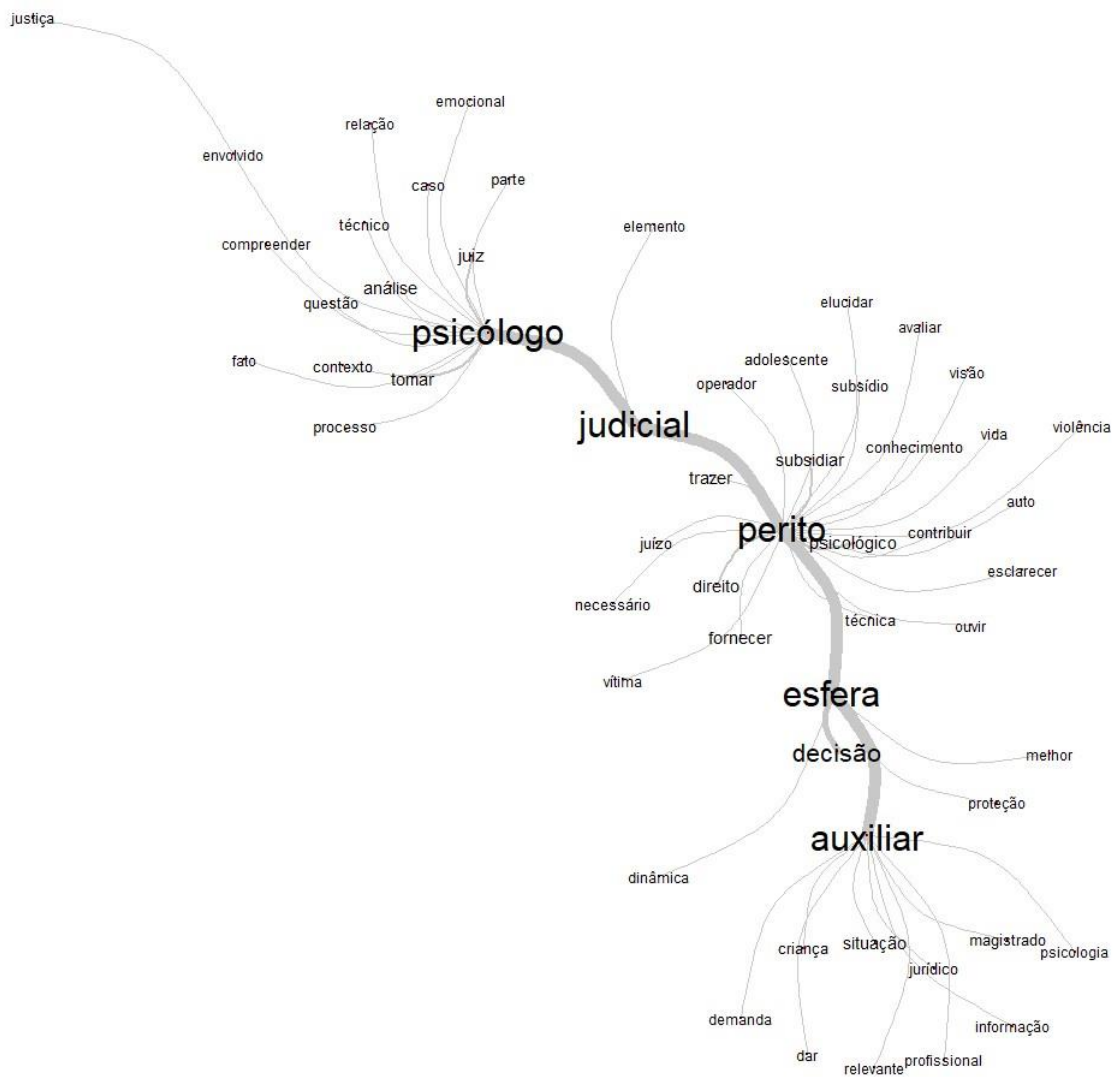 justiça
emocional
relação
envolvido
caso
parte
técnico
elemento
compreender
juiz
análise
questão
elucidar
psicólogo
avaliar
fato
contexto
adolescente
visão
tomar
operador
subsídio
judicial
processo
conhecimento
vida
violência
subsidiar
trazer
auto
perito
contribuir
juízo
psicológico
direito
esclarecer
necessário
técnica
ouvir
fornecer
vítima
esfera
decisão
melhor
proteção
auxiliar
dinâmica
criança
situação
magistrado
psicologia
jurídico
demanda
informação
dar
relevante
profissional